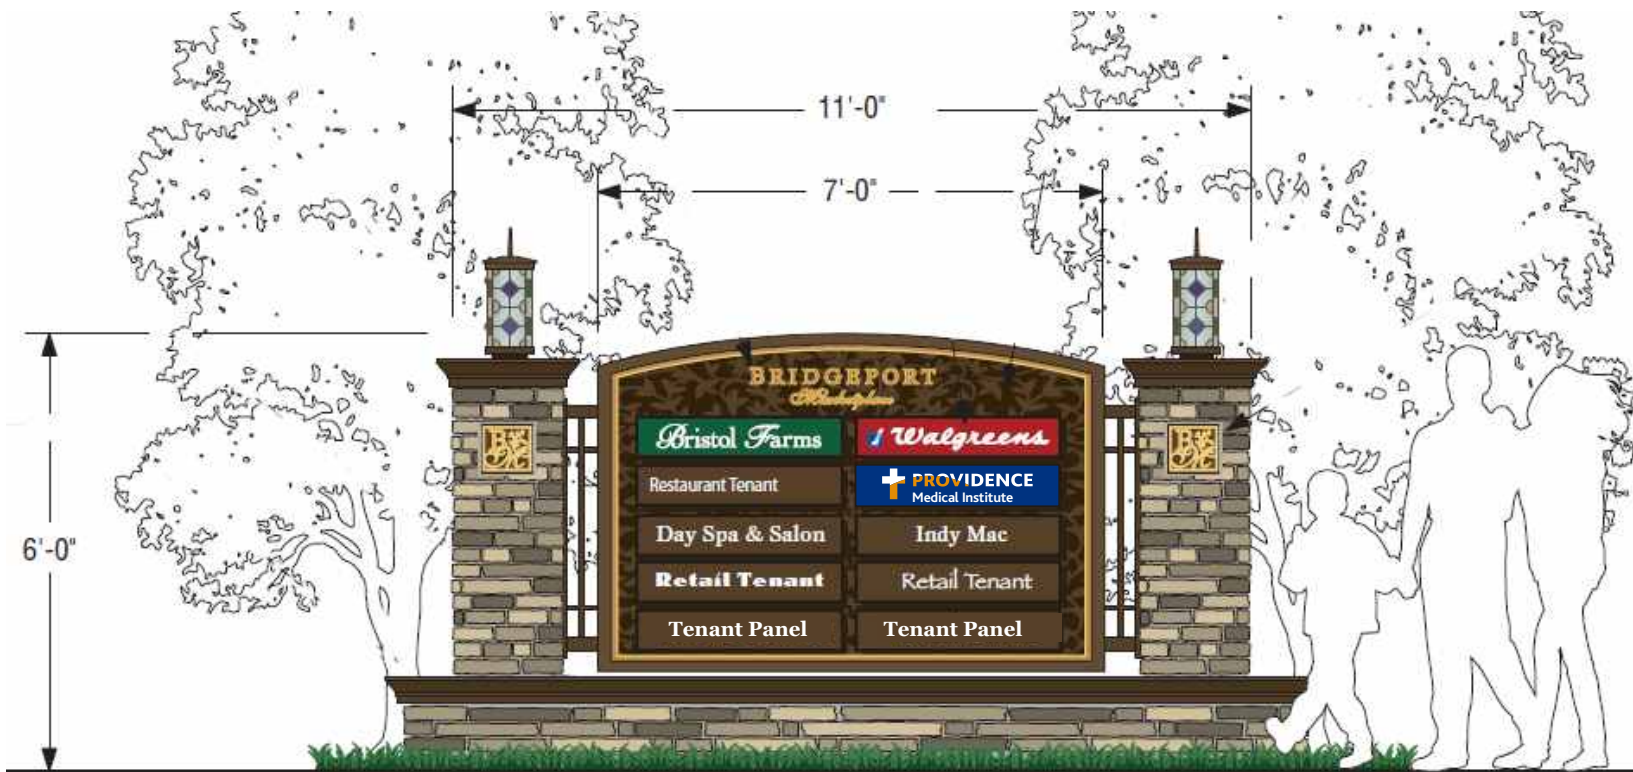 11'-0"
7'-0"
6'-0"
BRIDGEPORT
Marketplace
Bristol Farms
Walgreens
Restaurant Tenant
PROVIDENCE
Medical Institute
Day Spa & Salon
Indy Mac
Retail Tenant
Retail Tenant
Tenant Panel
Tenant Panel